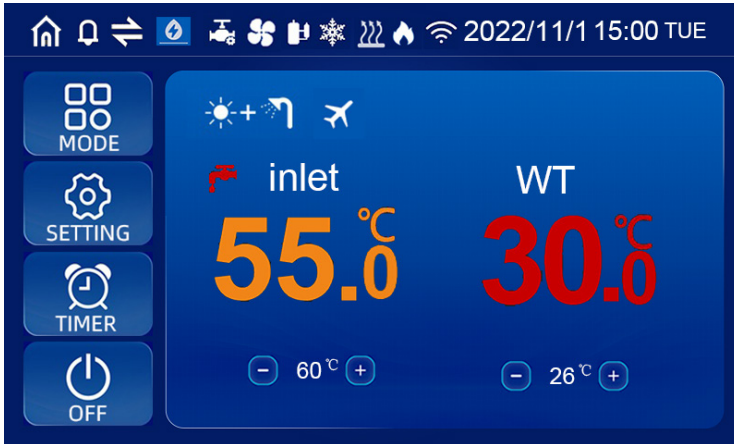 2022/11/1 15:00 TUE
MODE
SETTING
TIMER
OFF
inlet
WT
55.0℃
30.0℃
- 60℃ +
- 26℃ +